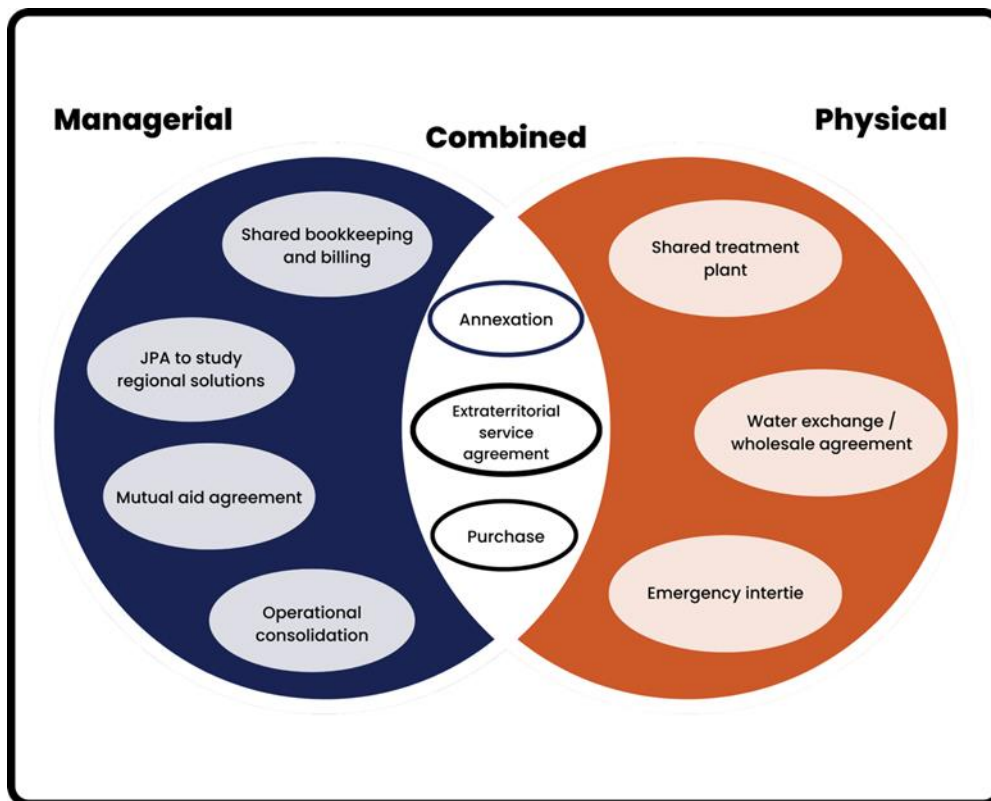 Managerial
Combined
Physical
Shared bookkeeping
and billing
JPA to study
regional solutions
Mutual aid agreement
Operational
consolidation
Annexation
Extraterritorial
service
agreement
Purchase
Shared treatment
plant
Water exchange /
wholesale agreement
Emergency intertie